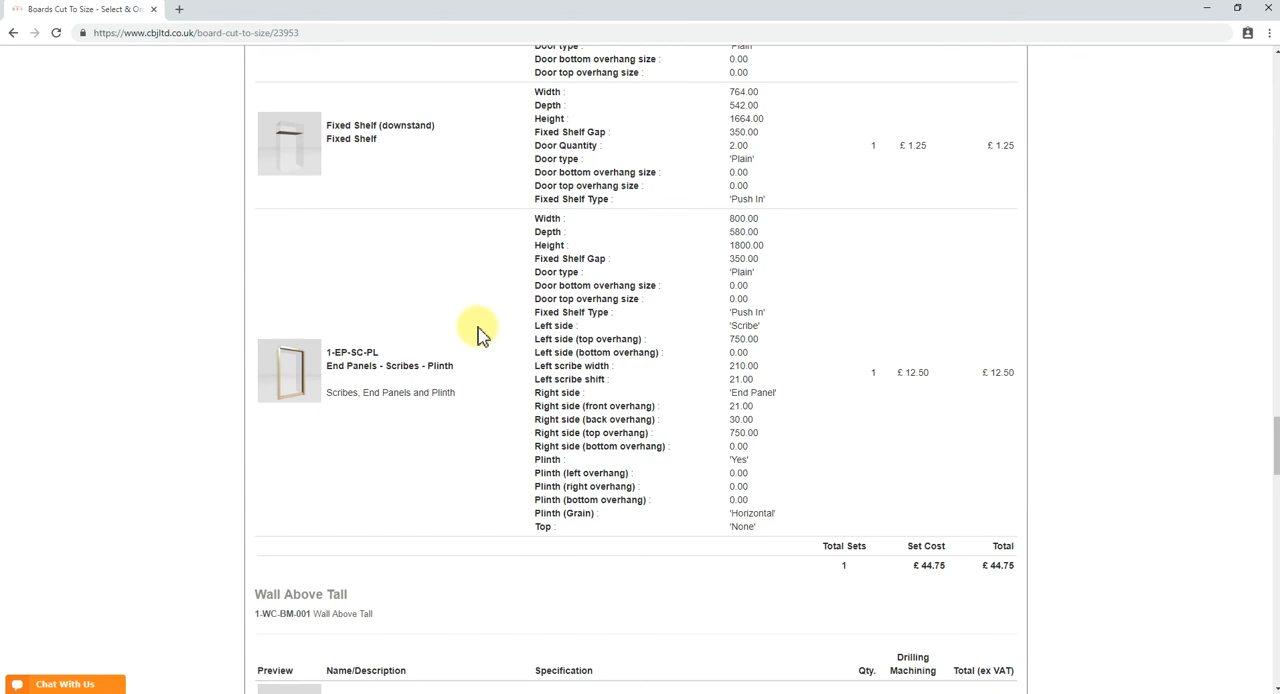 Boards Cut To Size - Select & Or
https://www.cbjltd.co.uk/board-cut-to-size/23953
Door type : 'Plain'
Door bottom overhang size : 0.00
Door top overhang size : 0.00
Fixed Shelf (downstand)
Fixed Shelf
Width : 764.00
Depth : 542.00
Height : 1664.00
Fixed Shelf Gap : 350.00
Door Quantity : 2.00
Door type : 'Plain'
Door bottom overhang size : 0.00
Door top overhang size : 0.00
Fixed Shelf Type : 'Push In'
1 £ 1.25 £ 1.25
1-EP-SC-PL
End Panels - Scribes - Plinth
Scribes, End Panels and Plinth
Width : 800.00
Depth : 580.00
Height : 1800.00
Fixed Shelf Gap : 350.00
Door type : 'Plain'
Door bottom overhang size : 0.00
Door top overhang size : 0.00
Fixed Shelf Type : 'Push In'
Left side : 'Scribe'
Left side (top overhang) : 750.00
Left side (bottom overhang) : 0.00
Left scribe width : 210.00
Left scribe shift : 21.00
Right side : 'End Panel'
Right side (front overhang) : 21.00
Right side (back overhang) : 30.00
Right side (top overhang) : 750.00
Right side (bottom overhang) : 0.00
Plinth : 'Yes'
Plinth (left overhang) : 0.00
Plinth (right overhang) : 0.00
Plinth (bottom overhang) : 0.00
Plinth (Grain) : 'Horizontal'
Top : 'None'
1 £ 12.50 £ 12.50
Total Sets Set Cost Total
1 £ 44.75 £ 44.75
Wall Above Tall
1-WC-BM-001 Wall Above Tall
Preview Name/Description Specification Qty. Drilling Machining Total (ex VAT)
Chat With Us